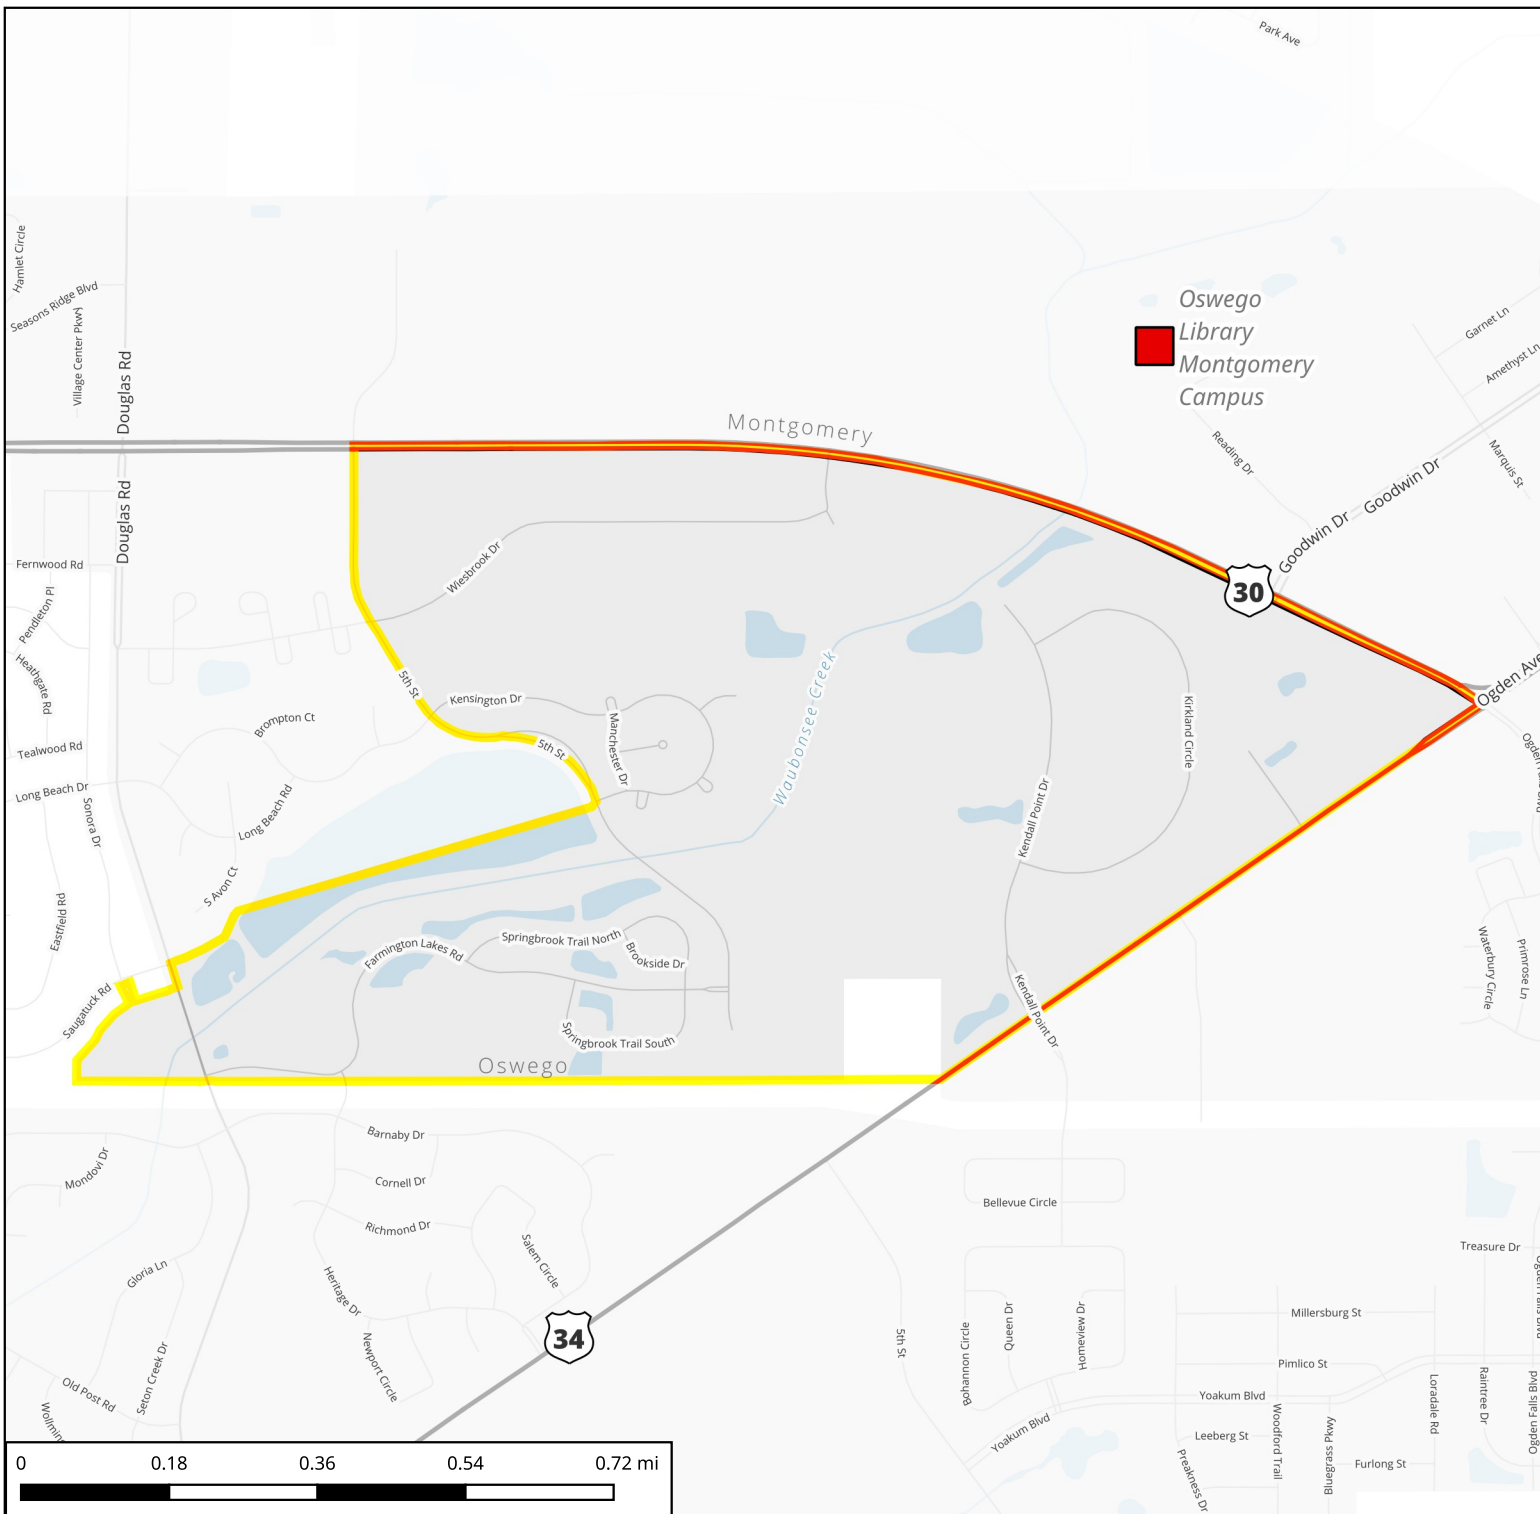 Park Ave
Hamlet Circle
Seasons Ridge Blvd
Village Center Pkwy
Douglas Rd
Oswego
Library
Montgomery
Campus
Garnet Ln
Amethyst Ln
Montgomery
Reading Dr
Marquis St
Goodwin Dr
Goodwin Dr
Douglas Rd
Fernwood Rd
Wiesbrook Dr
30
Pendleton Pl
Heathgate Rd
5th St
Kensington Dr
Manchester Dr
Waubonsee Creek
Kirkland Circle
Ogden Ave
Brompton Ct
5th St
Tealwood Rd
Long Beach Dr
Sonora Dr
Long Beach Rd
Kendall Point Dr
S Avon Ct
Eastfield Rd
Farmington Lakes Rd
Springbrook Trail North
Brookside Dr
Waterbury Circle
Primrose Ln
Saugatuck Rd
Kendall Point Dr
Springbrook Trail South
Oswego
Barnaby Dr
Mondovi Dr
Cornell Dr
Bellevue Circle
Richmond Dr
Salem Circle
Treasure Dr
Gloria Ln
Heritage Dr
Millersburg St
34
Queen Dr
Homeview Dr
5th St
Bohannon Circle
Newport Circle
Seton Creek Dr
Pimlico St
Old Post Rd
Yoakum Blvd
Loradale Rd
Raintree Dr
Ogden Falls Blvd
Yoakum Blvd
Leeberg St
Woodford Trail
Bluegrass Pkwy
Furlong St
Preakness Dr
0 0.18 0.36 0.54 0.72 mi